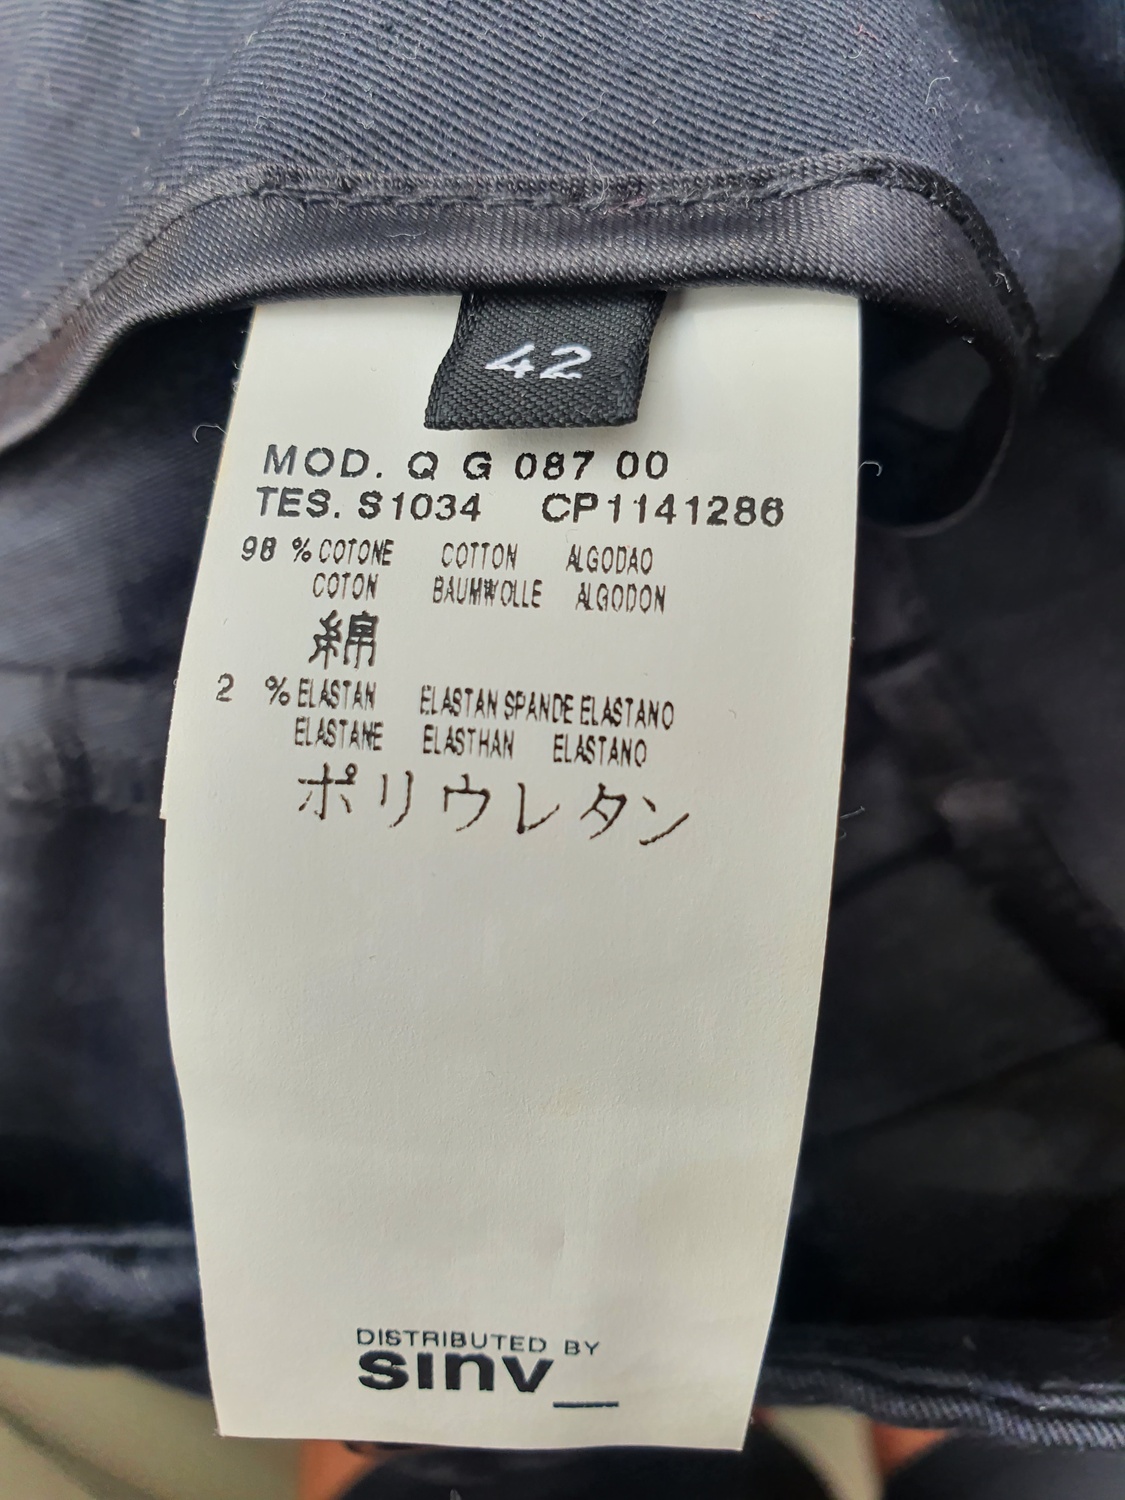 42
MOD. Q G 087 00
TES. S1034 CP1141286
98 % COTONE COTTON ALGODAO
COTON BAUMWOLLE ALGODON
綿
2 % ELASTAN ELASTAN SPANDE ELASTANO
ELASTANE ELASTHAN ELASTANO
ポリウレタン
DISTRIBUTED BY
sinv_